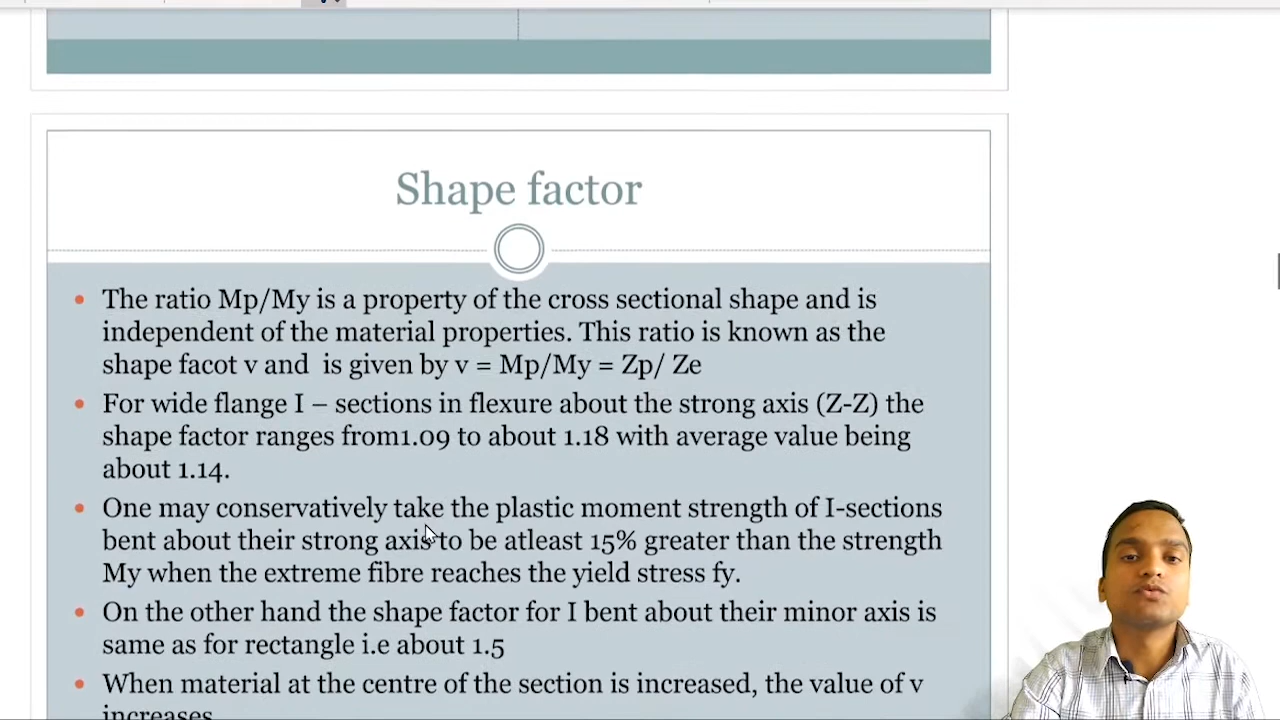 Shape factor
• The ratio Mp/My is a property of the cross sectional shape and is
independent of the material properties. This ratio is known as the
shape facot v and is given by v = Mp/My = Zp/ Ze
• For wide flange I – sections in flexure about the strong axis (Z-Z) the
shape factor ranges from1.09 to about 1.18 with average value being
about 1.14.
• One may conservatively take the plastic moment strength of I-sections
bent about their strong axis to be atleast 15% greater than the strength
My when the extreme fibre reaches the yield stress fy.
• On the other hand the shape factor for I bent about their minor axis is
same as for rectangle i.e about 1.5
• When material at the centre of the section is increased, the value of v
increases